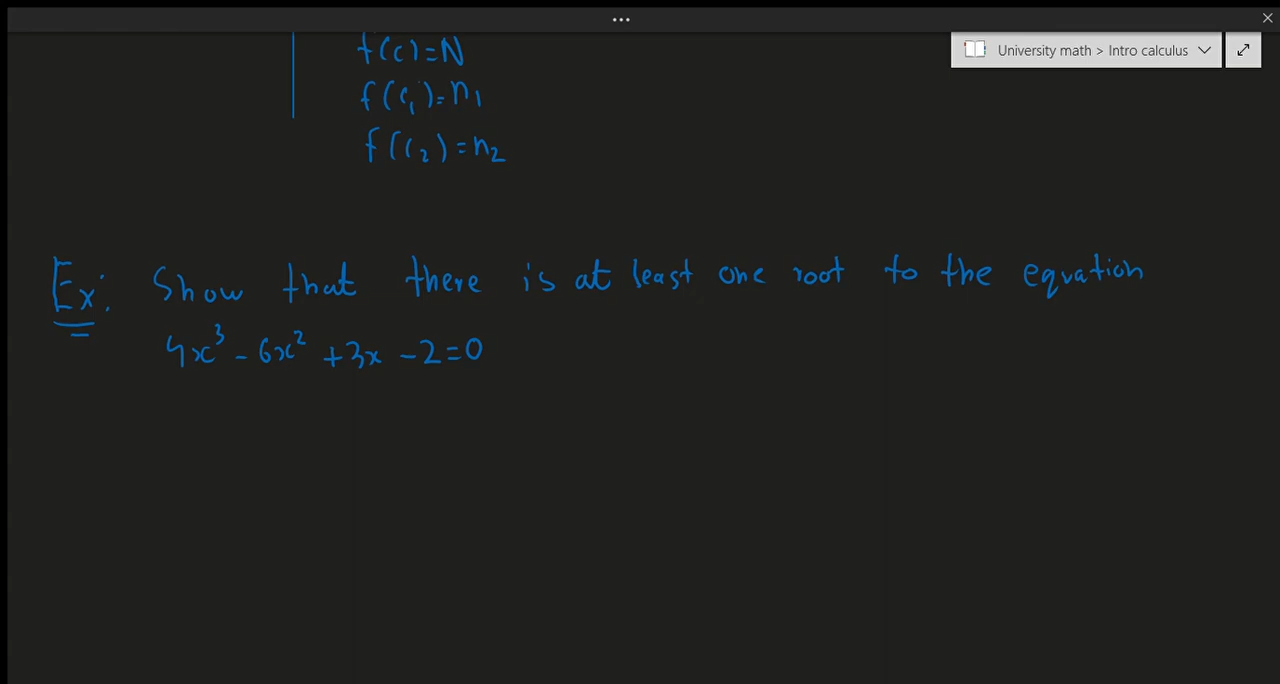 f(c)=N
University math > Intro calculus
f(c₁)=n₁
f(c₂)=n₂
Ex: Show that there is at least one root to the equation
4x³ - 6x² + 3x - 2 = 0